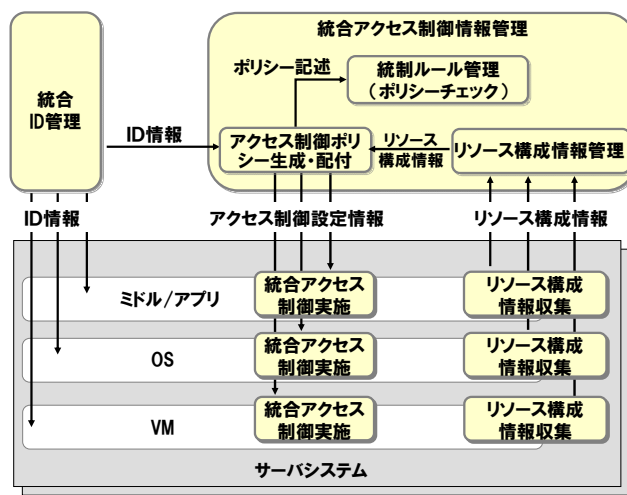 統合アクセス制御情報管理
統合
ID管理
ポリシー記述
統制ルール管理
（ポリシーチェック）
ID情報
アクセス制御ポリ
シー生成・配付
リソース
構成情報
リソース構成情報管理
ID情報
アクセス制御設定情報
リソース構成情報
ミドル/アプリ
統合アクセス
制御実施
リソース構成
情報収集
OS
統合アクセス
制御実施
リソース構成
情報収集
VM
統合アクセス
制御実施
リソース構成
情報収集
サーバシステム